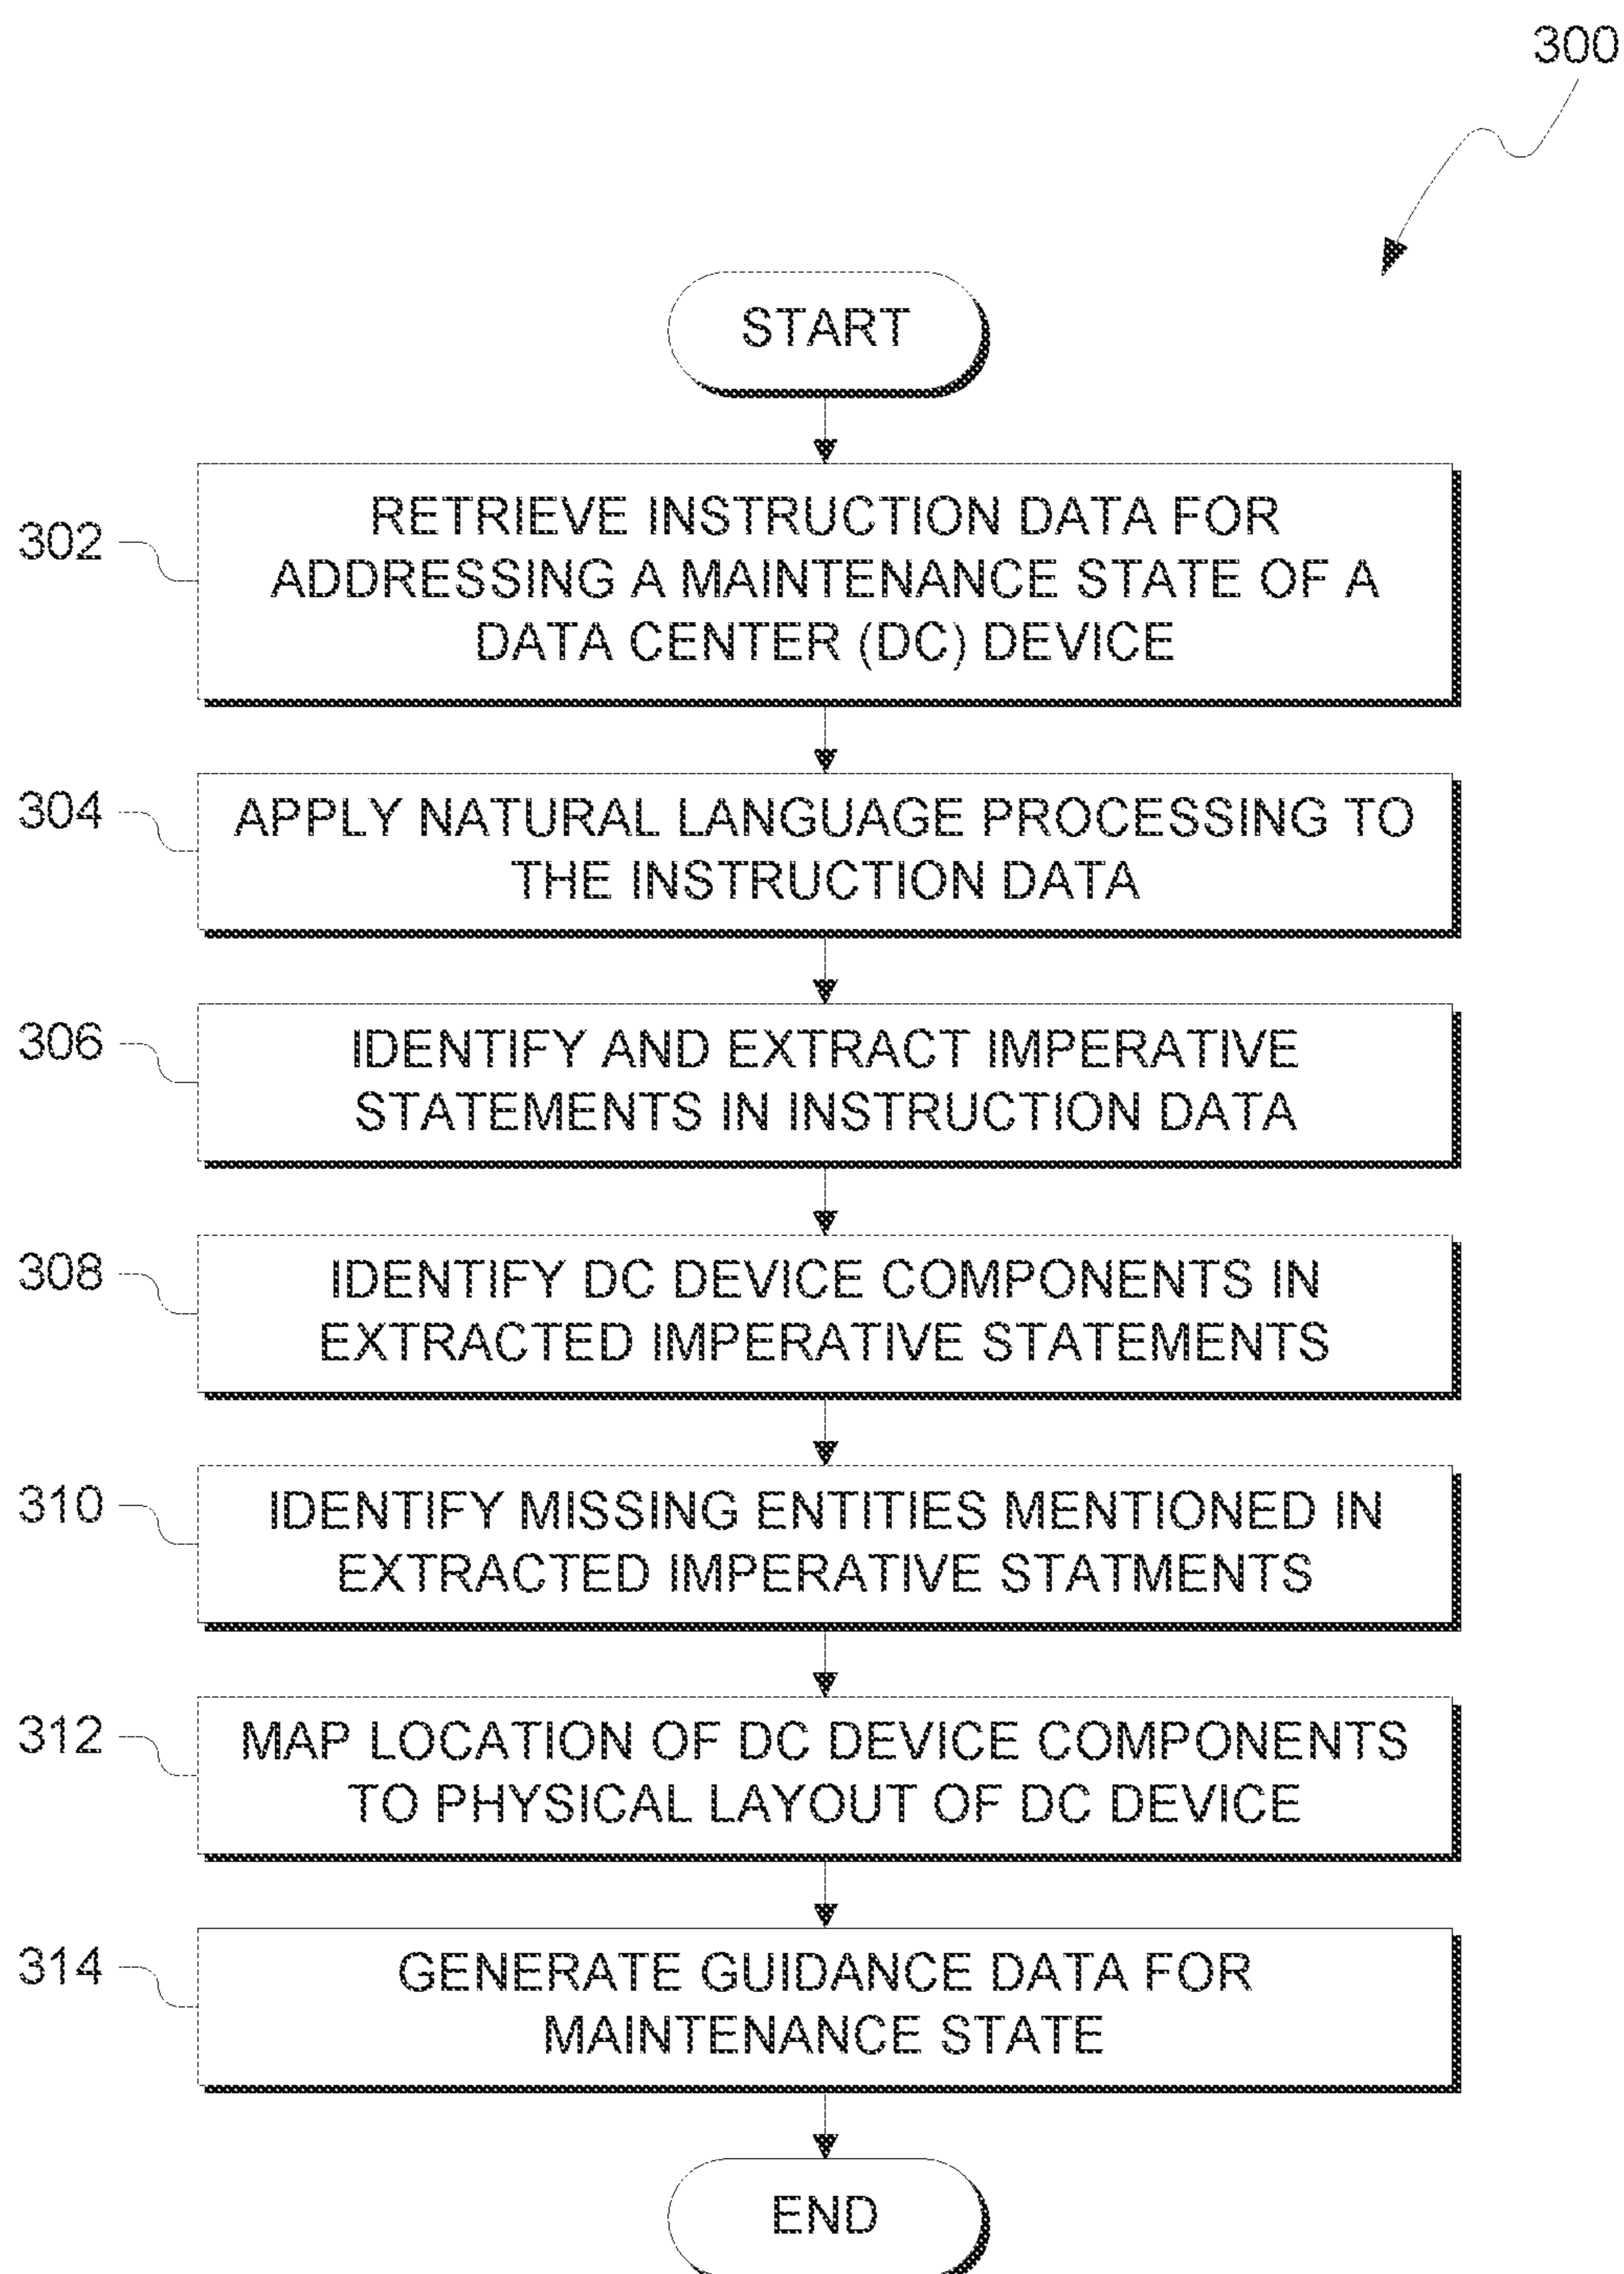 300
START
302
RETRIEVE INSTRUCTION DATA FOR
ADDRESSING A MAINTENANCE STATE OF A
DATA CENTER (DC) DEVICE
304
APPLY NATURAL LANGUAGE PROCESSING TO
THE INSTRUCTION DATA
306
IDENTIFY AND EXTRACT IMPERATIVE
STATEMENTS IN INSTRUCTION DATA
308
IDENTIFY DC DEVICE COMPONENTS IN
EXTRACTED IMPERATIVE STATEMENTS
310
IDENTIFY MISSING ENTITIES MENTIONED IN
EXTRACTED IMPERATIVE STATMENTS
312
MAP LOCATION OF DC DEVICE COMPONENTS
TO PHYSICAL LAYOUT OF DC DEVICE
314
GENERATE GUIDANCE DATA FOR
MAINTENANCE STATE
END